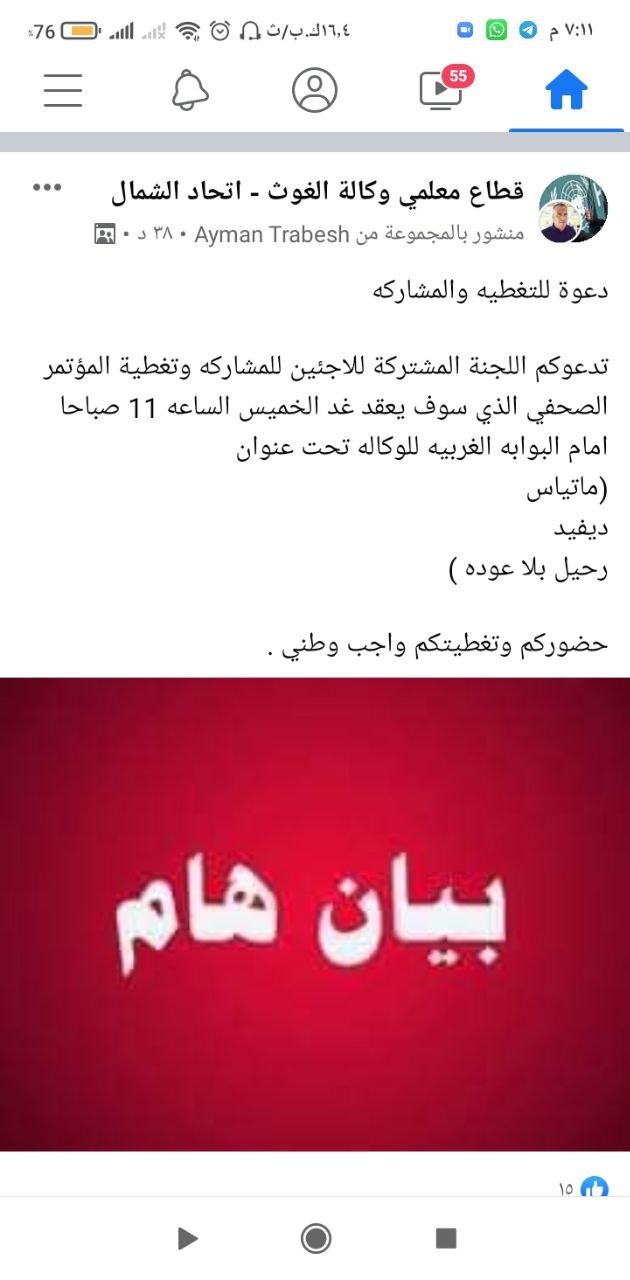 ٧:١١ م
١٦,٤ك.ب/ث
76٪
55
قطاع معلمي وكالة الغوث - اتحاد الشمال
منشور بالمجموعة من Ayman Trabesh • ٣٨ د •
دعوة للتغطيه والمشاركه
تدعوكم اللجنة المشتركة للاجئين للمشاركه وتغطية المؤتمر
الصحفي الذي سوف يعقد غد الخميس الساعه 11 صباحا
امام البوابه الغربيه للوكاله تحت عنوان
(ماتياس
ديفيد
رحيل بلا عوده )
حضوركم وتغطيتكم واجب وطني .
بيان هام
١٥